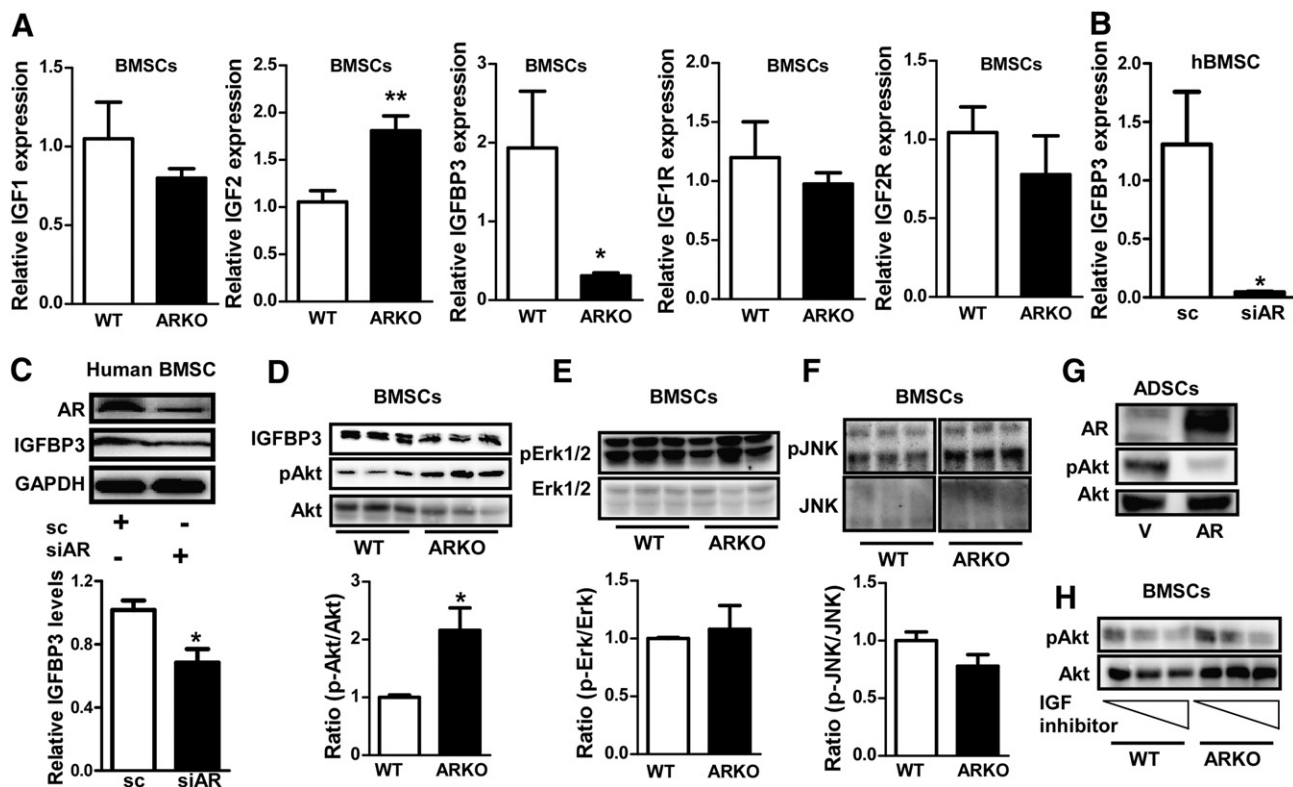 A
BMSCs
Relative IGF1 expression
1.5
1.0
0.5
0.0
WT ARKO
BMSCs
Relative IGF2 expression
2.5
2.0
1.5
1.0
0.5
0.0
**
WT ARKO
BMSCs
Relative IGFBP3 expression
3
2
1
0
*
WT ARKO
BMSCs
Relative IGF1R expression
2.0
1.5
1.0
0.5
0.0
WT ARKO
BMSCs
Relative IGF2R expression
1.5
1.0
0.5
0.0
WT ARKO
B
hBMSC
Relative IGFBP3 expression
2.0
1.5
1.0
0.5
0.0
*
sc siAR
C
Human BMSC
AR
IGFBP3
GAPDH
sc + -
siAR - +
Relative IGFBP3 levels
1.2
0.9
0.6
0.3
0.0
*
sc siAR
D
BMSCs
IGFBP3
pAkt
Akt
WT ARKO
Ratio (p-Akt/Akt)
3
2
1
0
*
WT ARKO
E
BMSCs
pErk1/2
Erk1/2
WT ARKO
Ratio (p-Erk/Erk)
1.5
1.0
0.5
0.0
WT ARKO
F
BMSCs
pJNK
JNK
WT ARKO
Ratio (p-JNK/JNK)
1.5
1.0
0.5
0.0
WT ARKO
G
ADSCs
AR
pAkt
Akt
V AR
H
BMSCs
pAkt
Akt
IGF
inhibitor
WT ARKO